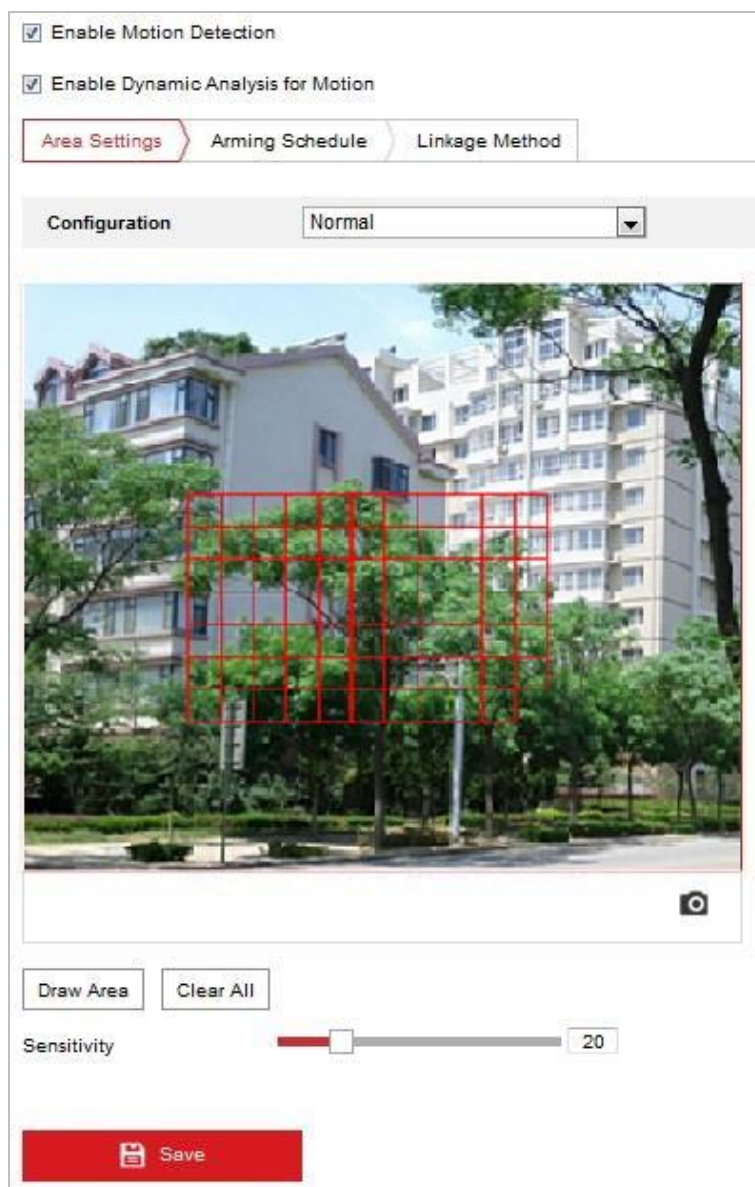 Enable Motion Detection
Enable Dynamic Analysis for Motion
Area Settings Arming Schedule Linkage Method
Configuration Normal
Draw Area Clear All
Sensitivity 20
Save